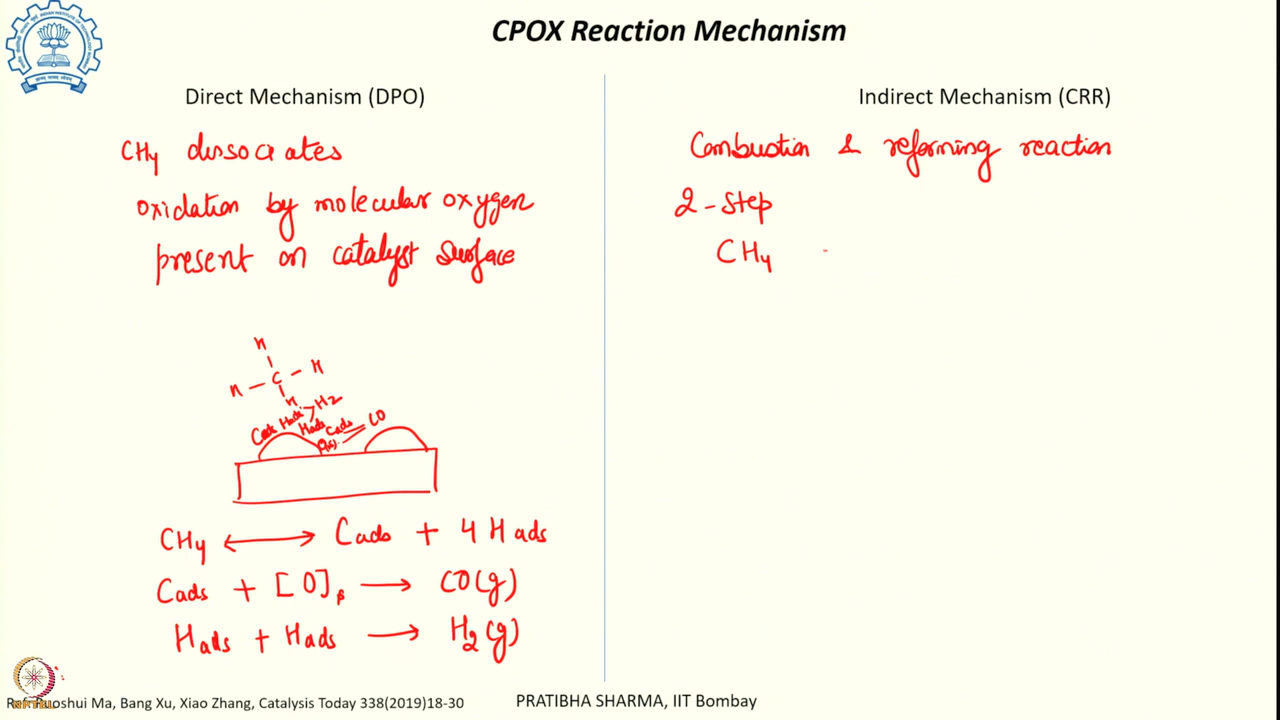 CPOX Reaction Mechanism
Direct Mechanism (DPO)
CH4 dissociates
oxidation by molecular oxygen
present on catalyst surface
H
H C H
H H2
Cads Hads
Hads Cads CO
CH4 ⟷ Cads + 4 Hads
Cads + [O]s ⟶ CO(g)
Hads + Hads ⟶ H2(g)
Indirect Mechanism (CRR)
Combustion & reforming reaction
2-Step
CH4
Ruoshui Ma, Bang Xu, Xiao Zhang, Catalysis Today 338(2019)18-30
PRATIBHA SHARMA, IIT Bombay